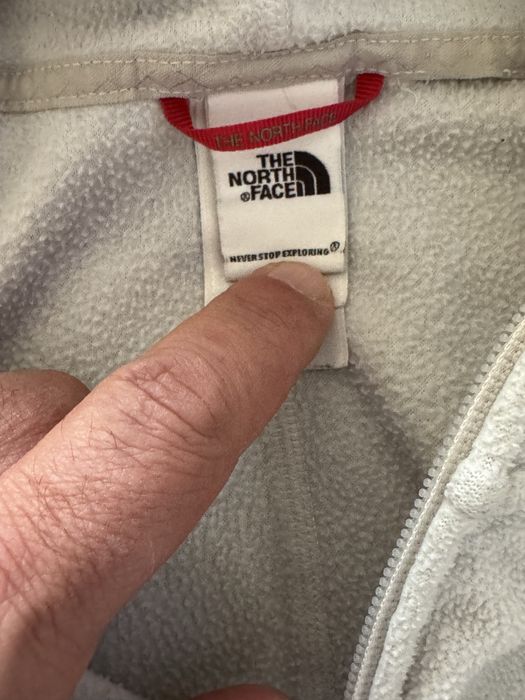 THE NORTH FACE
THE
NORTH
®FACE
NEVER STOP EXPLORING®